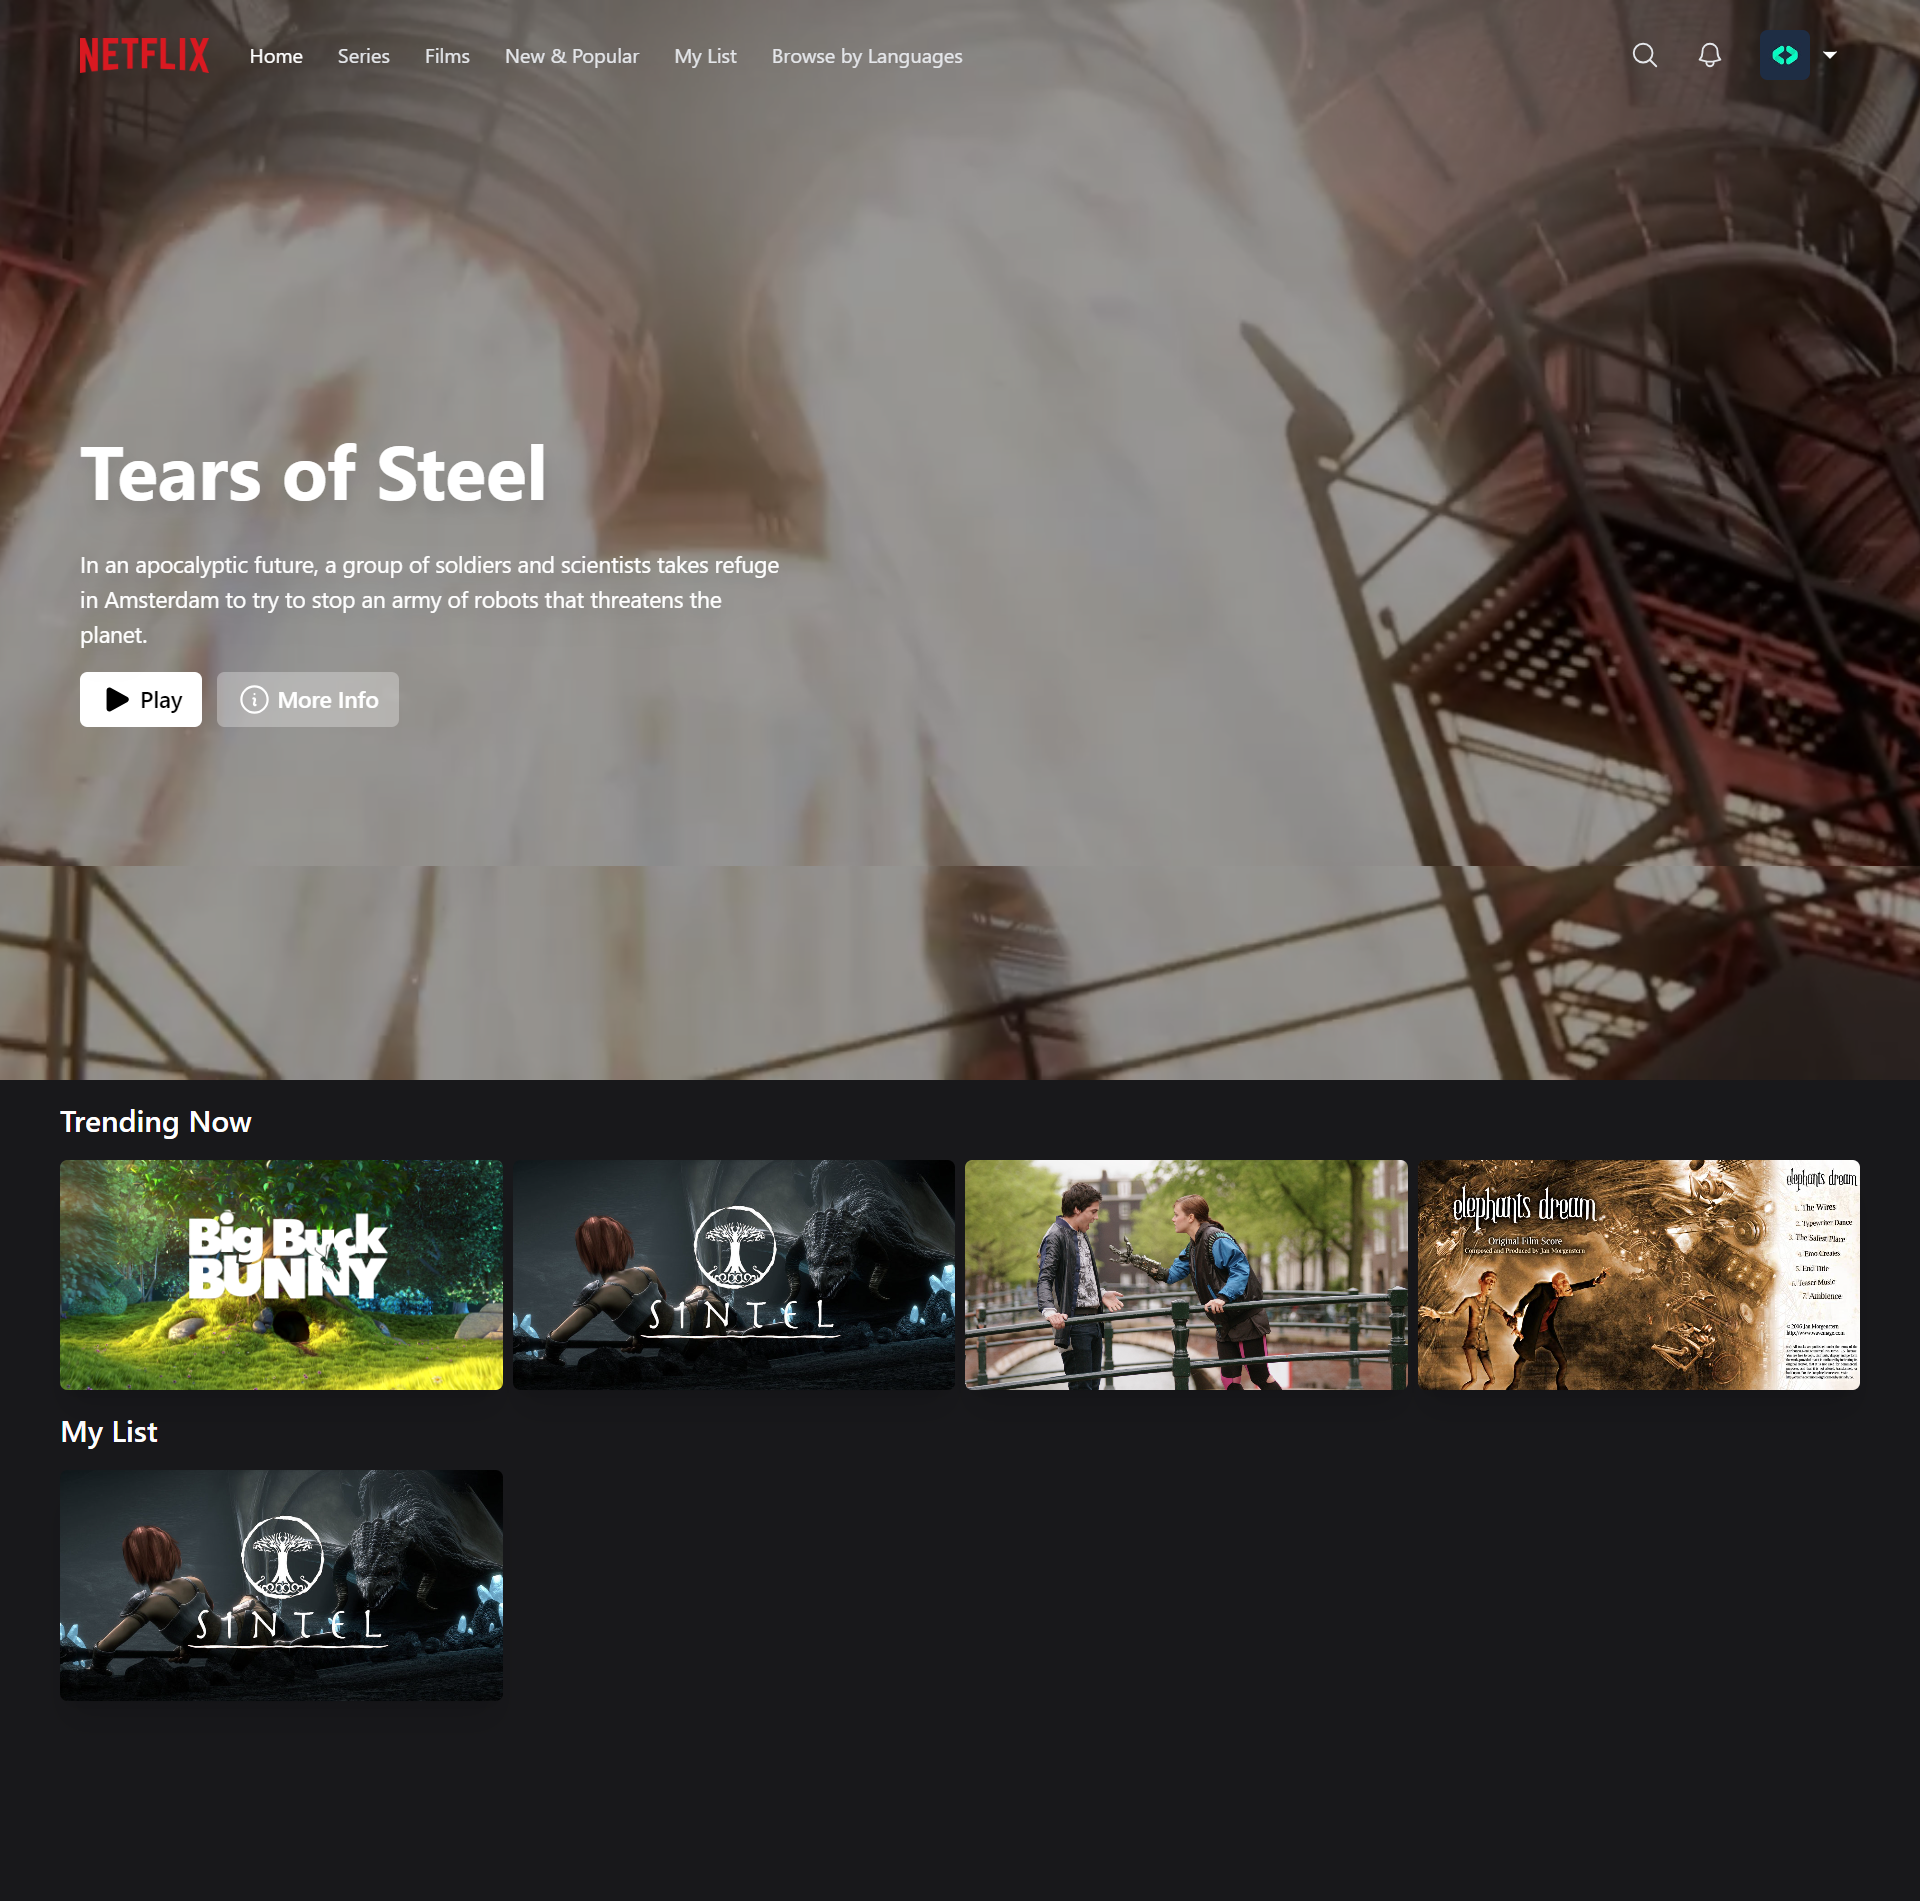 NETFLIX
Home
Series
Films
New & Popular
My List
Browse by Languages
Tears of Steel
In an apocalyptic future, a group of soldiers and scientists takes refuge
in Amsterdam to try to stop an army of robots that threatens the
planet.
Play
More Info
Trending Now
Big Buck
BUNNY
SINTEL
elephants dream
Original Film Score
Composed and Produced by Jan Morgenstern
elephants dream
1. The Wires
2. Typewriter Dance
3. The Safest Place
4. Emo Creates
5. End Title
6. Teaser Music
7. Ambience
© 2006 Jan Morgenstern
My List
SINTEL